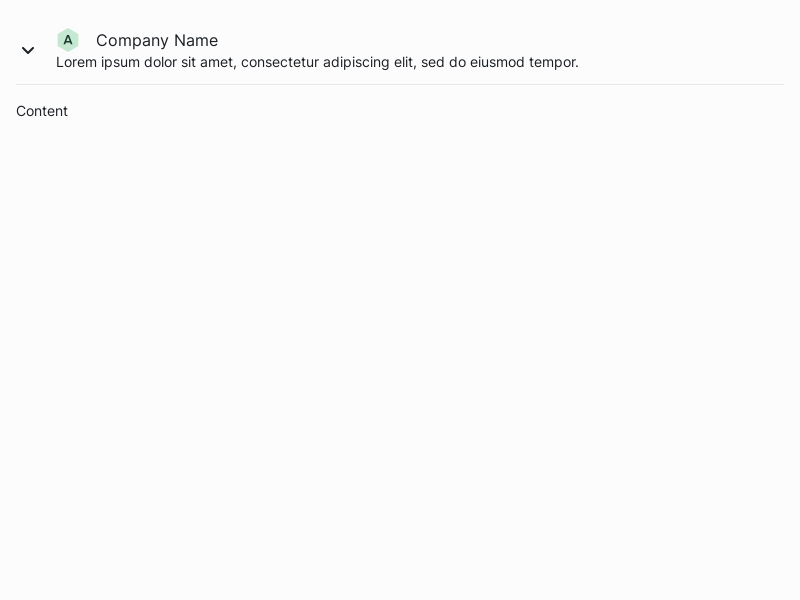 A Company Name
Lorem ipsum dolor sit amet, consectetur adipiscing elit, sed do eiusmod tempor.
Content